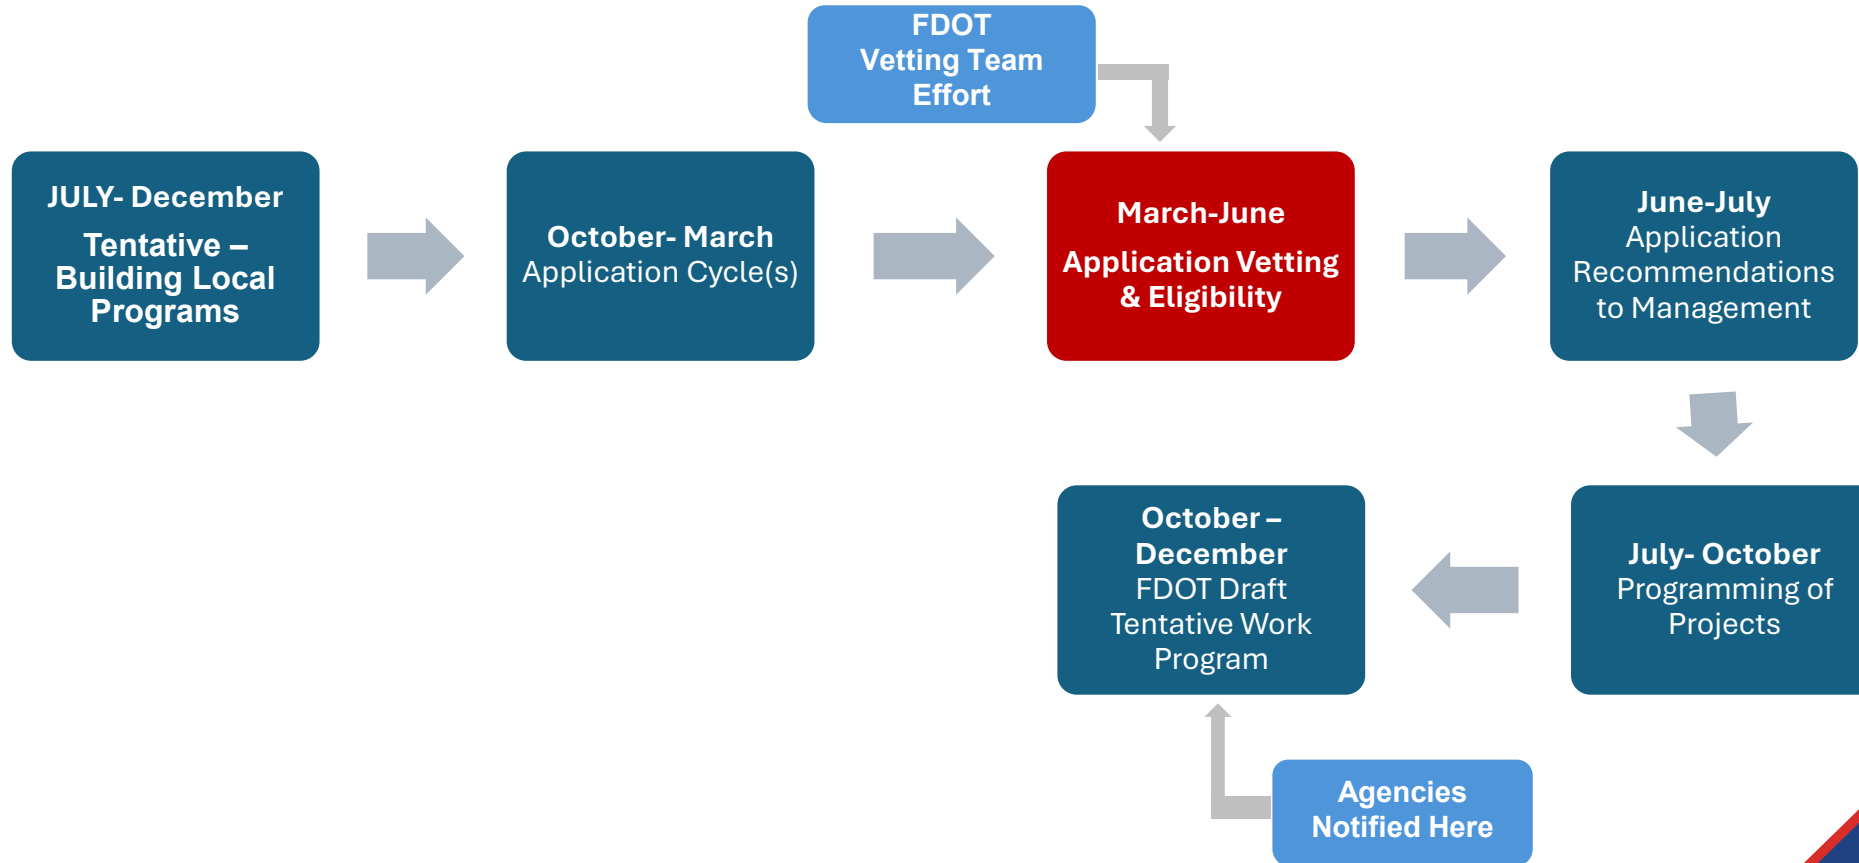 FDOT
Vetting Team
Effort
JULY- December
Tentative –
Building Local
Programs
October- March
Application Cycle(s)
March-June
Application Vetting
& Eligibility
June-July
Application
Recommendations
to Management
October –
December
FDOT Draft
Tentative Work
Program
July- October
Programming of
Projects
Agencies
Notified Here